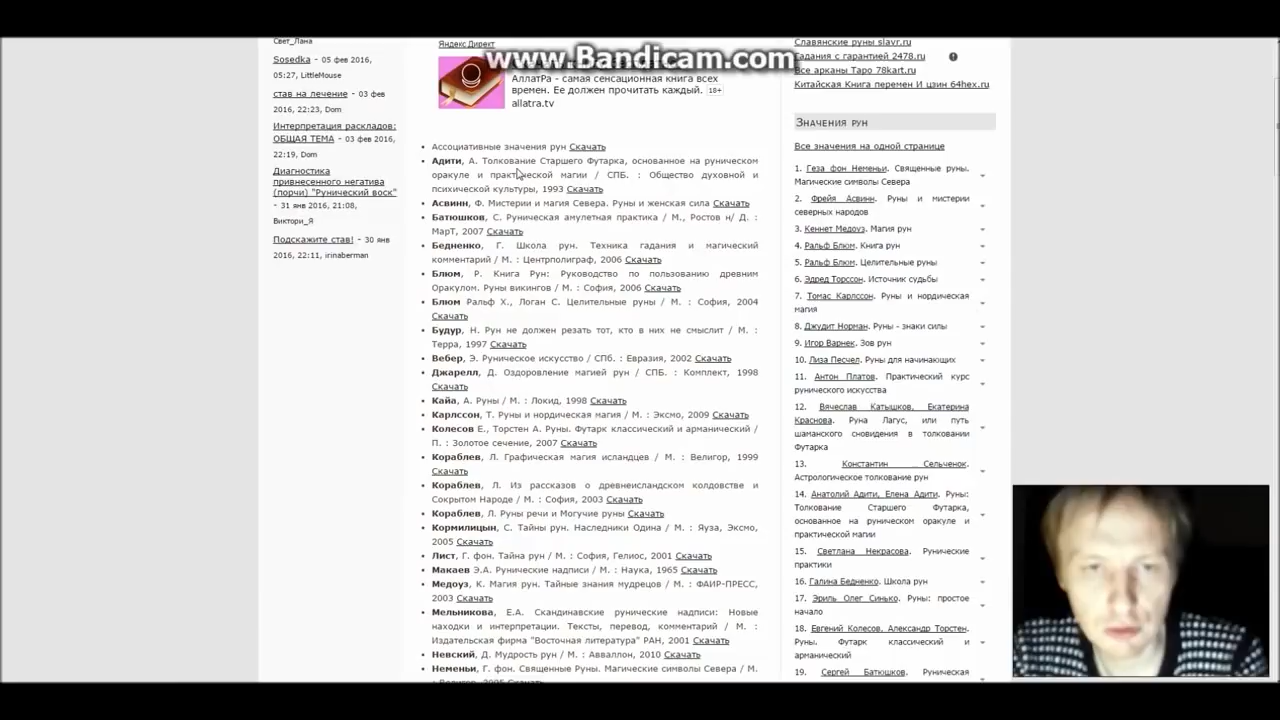 www.Bandicam.com
Свет_Лана
Sosedka - 05 фев 2016,
05:27, LittleMouse
став на лечение - 03 фев
2016, 22:23, Dom
Интерпретация раскладов:
ОБЩАЯ ТЕМА - 03 фев 2016,
22:19, Dom
Диагностика
привнесенного негатива
(порчи) "Рунический воск"
- 31 янв 2016, 21:08,
Виктори_Я
Подскажите став! - 30 янв
2016, 22:11, irinaberman
Яндекс Директ
АллатРа - самая сенсационная книга всех
времен. Ее должен прочитать каждый. 18+
allatra.tv
Ассоциативные значения рун Скачать
Адити, А. Толкование Старшего Футарка, основанное на руническом
оракуле и практической магии / СПБ. : Общество духовной и
психической культуры, 1993 Скачать
Асвинн, Ф. Мистерии и магия Севера. Руны и женская сила Скачать
Батюшков, С. Руническая амулетная практика / М., Ростов н/ Д. :
МарТ, 2007 Скачать
Бедненко, Г. Школа рун. Техника гадания и магический
комментарий / М. : Центрполиграф, 2006 Скачать
Блюм, Р. Книга Рун: Руководство по пользованию древним
Оракулом. Руны викингов / М. : София, 2006 Скачать
Блюм Ральф Х., Логан С. Целительные руны / М. : София, 2004
Скачать
Будур, Н. Рун не должен резать тот, кто в них не смыслит / М. :
Терра, 1997 Скачать
Вебер, Э. Руническое искусство / СПб. : Евразия, 2002 Скачать
Джарелл, Д. Оздоровление магией рун / СПБ. : Комплект, 1998
Скачать
Кайа, А. Руны / М. : Локид, 1998 Скачать
Карлссон, Т. Руны и нордическая магия / М. : Эксмо, 2009 Скачать
Колесов Е., Торстен А. Руны. Футарк классический и арманический /
П. : Золотое сечение, 2007 Скачать
Кораблев, Л. Графическая магия исландцев / М. : Велигор, 1999
Скачать
Кораблев, Л. Из рассказов о древнеисландском колдовстве и
Сокрытом Народе / М. : София, 2003 Скачать
Кораблев, Л. Руны речи и Могучие руны Скачать
Кормилицын, С. Тайны рун. Наследники Одина / М. : Яуза, Эксмо,
2005 Скачать
Лист, Г. фон. Тайна рун / М. : София, Гелиос, 2001 Скачать
Макаев Э.А. Рунические надписи / М. : Наука, 1965 Скачать
Медоуз, К. Магия рун. Тайные знания мудрецов / М. : ФАИР-ПРЕСС,
2003 Скачать
Мельникова, Е.А. Скандинавские рунические надписи: Новые
находки и интерпретации. Тексты, перевод, комментарий / М. :
Издательская фирма "Восточная литература" РАН, 2001 Скачать
Невский, Д. Мудрость рун / М. : Авваллон, 2010 Скачать
Неменьи, Г. фон. Священные Руны. Магические символы Севера / М.
Славянские руны slavr.ru
Гадания с гарантией 2478.ru
Все арканы Таро 78kart.ru
Китайская Книга перемен И цзин 64hex.ru
Значения рун
Все значения на одной странице
1. Геза фон Неменьи. Священные руны.
Магические символы Севера
2. Фрейя Асвинн. Руны и мистерии
северных народов
3. Кеннет Медоуз. Магия рун
4. Ральф Блюм. Книга рун
5. Ральф Блюм. Целительные руны
6. Эдред Торссон. Источник судьбы
7. Томас Карлссон. Руны и нордическая
магия
8. Джудит Норман. Руны - знаки силы
9. Игорь Варнек. Зов рун
10. Лиза Песчел. Руны для начинающих
11. Антон Платов. Практический курс
рунического искусства
12. Вячеслав Катышков, Екатерина
Краснова. Руна Лагус, или путь
шаманского сновидения в толковании
Футарка
13. Константин Сельченок.
Астрологическое толкование рун
14. Анатолий Адити, Елена Адити. Руны:
Толкование Старшего Футарка,
основанное на руническом оракуле и
практической магии
15. Светлана Некрасова. Рунические
практики
16. Галина Бедненко. Школа рун
17. Эриль Олег Синько. Руны: простое
начало
18. Евгений Колесов, Александр Торстен.
Руны. Футарк классический и
арманический
19. Сергей Батюшков. Руническая